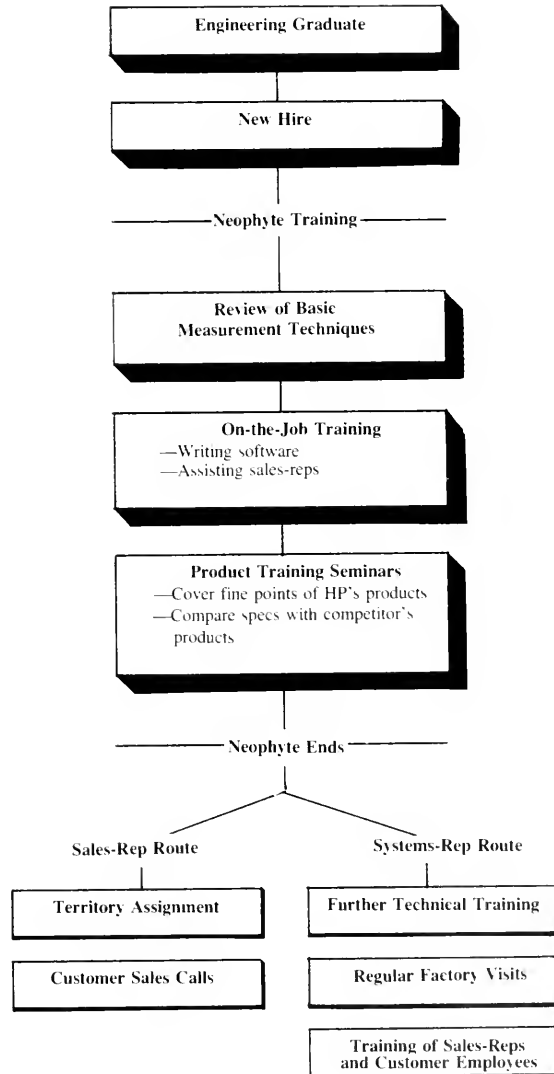 Engineering Graduate
New Hire
Neophyte Training
Review of Basic
Measurement Techniques
On-the-Job Training
—Writing software
—Assisting sales-reps
Product Training Seminars
—Cover fine points of HP's products
—Compare specs with competitor's
products
Neophyte Ends
Sales-Rep Route
Systems-Rep Route
Territory Assignment
Further Technical Training
Customer Sales Calls
Regular Factory Visits
Training of Sales-Reps
and Customer Employees